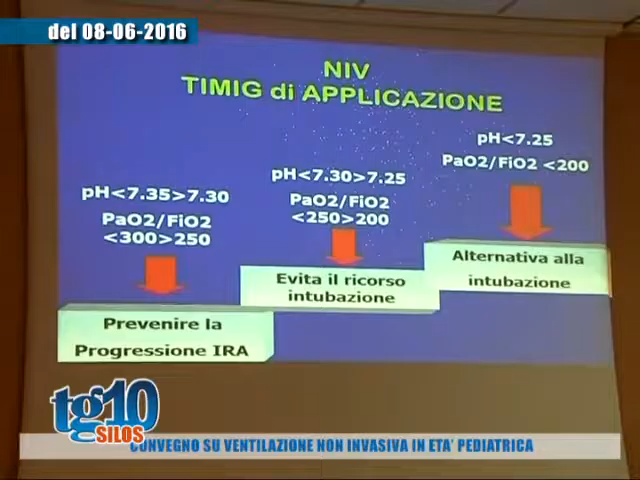 del 08-06-2016
NIV
TIMIG di APPLICAZIONE
pH<7.35>7.30
PaO2/FiO2
<300>250
Prevenire la
Progressione IRA
pH<7.30>7.25
PaO2/FiO2
<250>200
Evita il ricorso
intubazione
pH<7.25
PaO2/FiO2 <200
Alternativa alla
intubazione
tg10
SILOS
CONVEGNO SU VENTILAZIONE NON INVASIVA IN ETA' PEDIATRICA